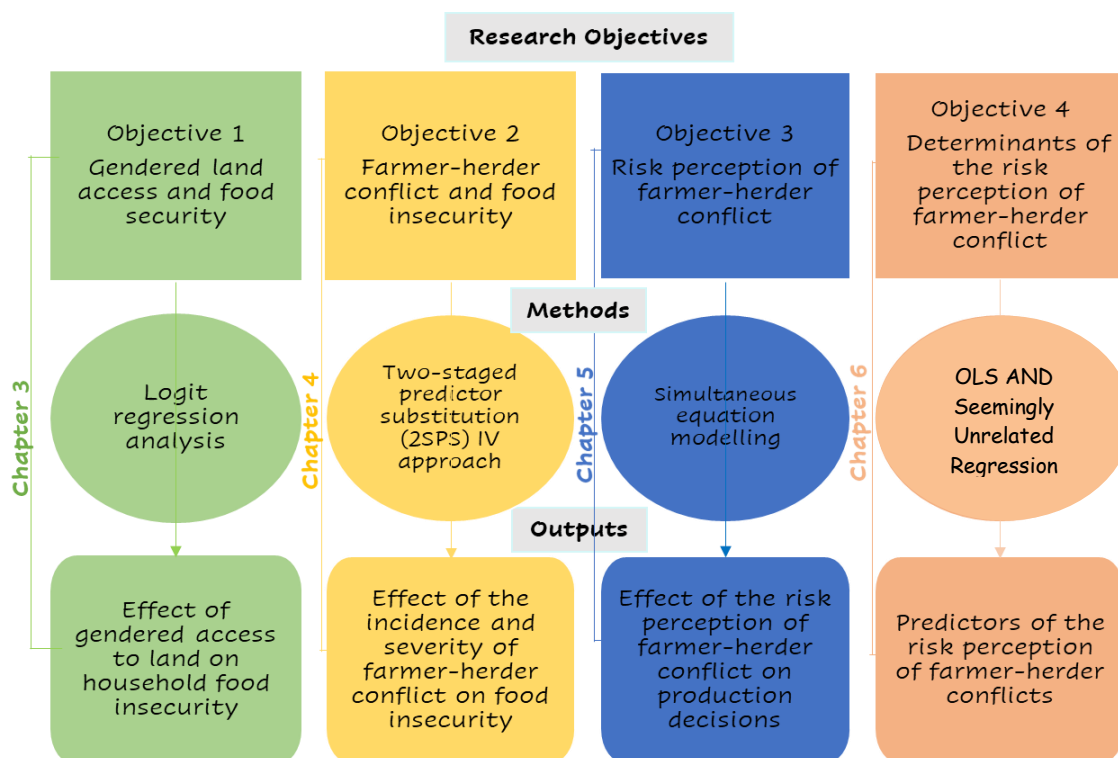 Research Objectives
Objective 1
Gendered land
access and food
security
Objective 2
Farmer-herder
conflict and food
insecurity
Objective 3
Risk perception of
farmer-herder
conflict
Objective 4
Determinants of
the risk
perception of
farmer-herder
conflict
Methods
Chapter 3
Logit
regression
analysis
Chapter 4
Two-staged
predictor
substitution
(2SPS) IV
approach
Chapter 5
Simultaneous
equation
modelling
Chapter 6
OLS AND
Seemingly
Unrelated
Regression
Outputs
Effect of
gendered access
to land on
household food
insecurity
Effect of the
incidence and
severity of
farmer-herder
conflict on food
insecurity
Effect of the risk
perception of
farmer-herder
conflict on
production
decisions
Predictors of the
risk perception
of farmer-herder
conflicts